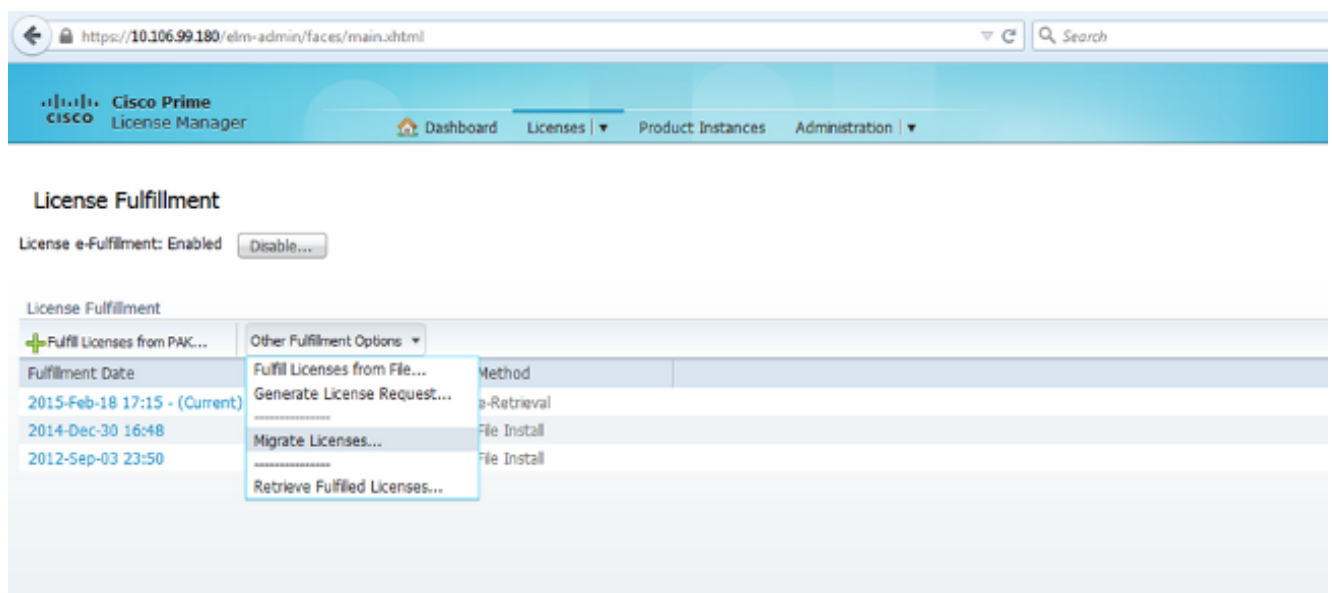 https://10.106.99.180/elm-admin/faces/main.xhtml
Search
Cisco Prime
CISCO License Manager
Dashboard Licenses Product Instances Administration
License Fulfillment
License e-Fulfillment: Enabled Disable...
License Fulfillment
Fulfill Licenses from PAK... Other Fulfillment Options
Fulfillment Date Method
Fulfill Licenses from File...
Generate License Request...
---------------
Migrate Licenses...
---------------
Retrieve Fulfilled Licenses...
2015-Feb-18 17:15 - (Current) e-Retrieval
2014-Dec-30 16:48 File Install
2012-Sep-03 23:50 File Install